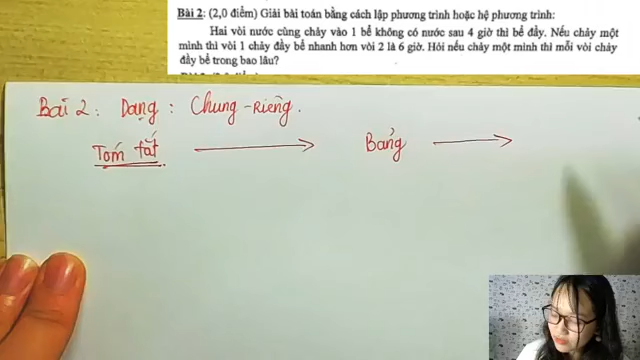 Bài 2: (2,0 điểm) Giải bài toán bằng cách lập phương trình hoặc hệ phương trình:
Hai vòi nước cùng chảy vào 1 bể không có nước sau 4 giờ thì bể đầy. Nếu chảy một
mình thì vòi 1 chảy đầy bể nhanh hơn vòi 2 là 6 giờ. Hỏi nếu chảy một mình thì mỗi vòi chảy
đầy bể trong bao lâu?
Bài 2: Dạng: Chung-Riêng.
Tóm tắt → Bảng →